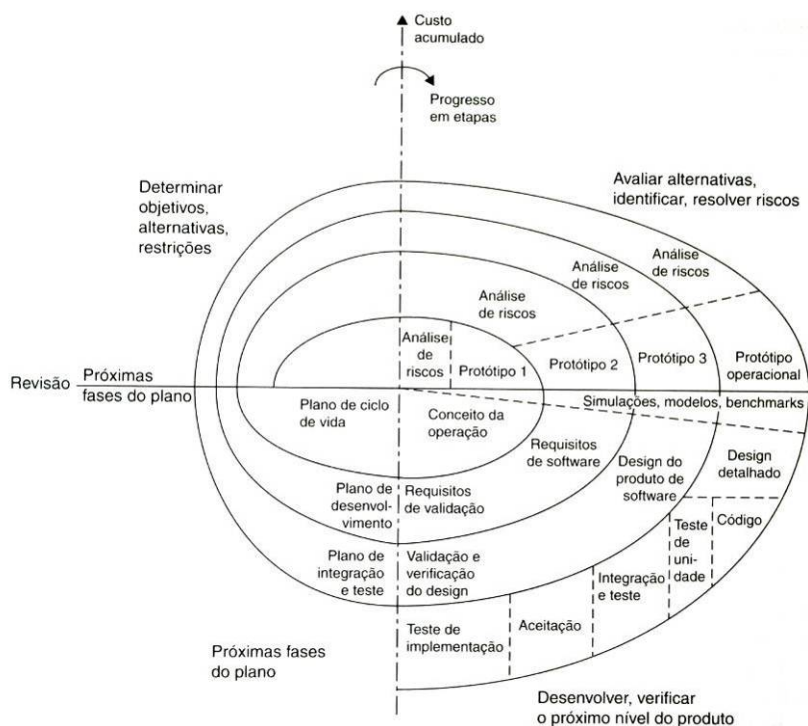 Custo
acumulado
Progresso
em etapas
Determinar
objetivos,
alternativas,
restrições
Avaliar alternativas,
identificar, resolver riscos
Análise
de riscos
Análise
de riscos
Análise
de riscos
Análise
de
riscos
Protótipo 1
Protótipo 2
Protótipo 3
Protótipo
operacional
Revisão
Próximas
fases do plano
Simulações, modelos, benchmarks
Plano de ciclo
de vida
Conceito da
operação
Requisitos
de software
Design do
produto de
software
Design
detalhado
Plano de
desenvol-
vimento
Requisitos
de validação
Código
Teste
de
uni-
dade
Plano de
integração
e teste
Validação e
verificação
do design
Integração
e teste
Aceitação
Teste de
implementação
Próximas fases
do plano
Desenvolver, verificar
o próximo nível do produto